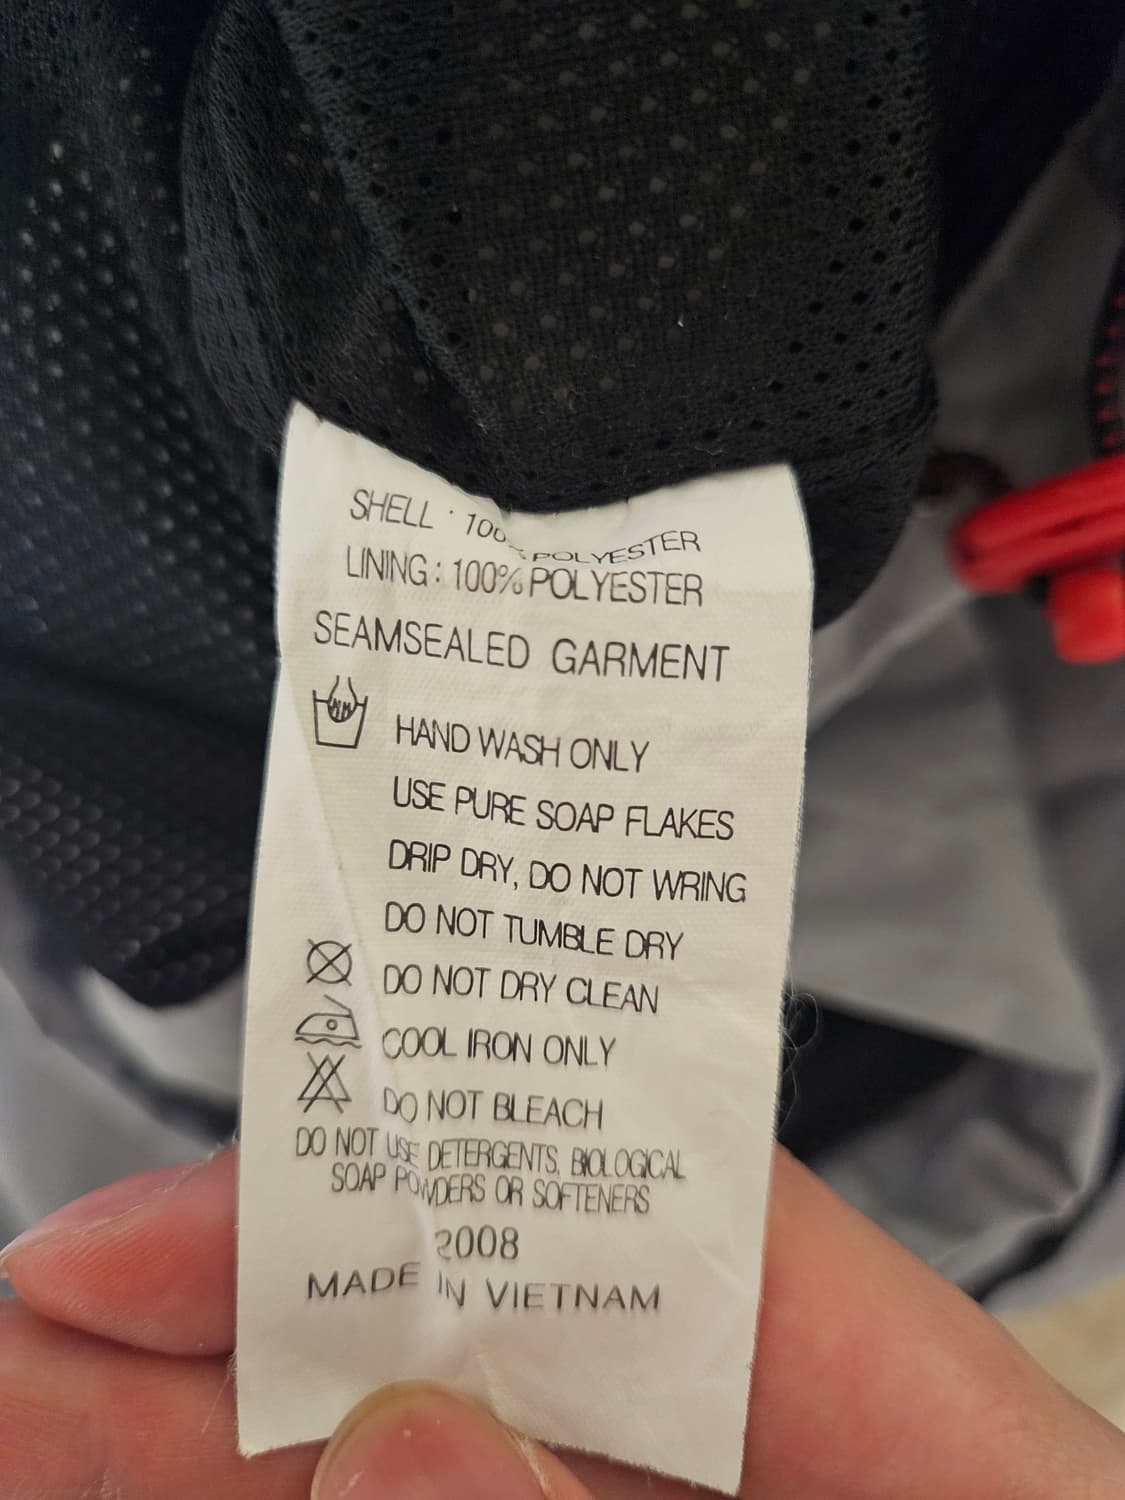 SHELL : 100% POLYESTER
LINING : 100% POLYESTER
SEAMSEALED GARMENT
HAND WASH ONLY
USE PURE SOAP FLAKES
DRIP DRY, DO NOT WRING
DO NOT TUMBLE DRY
DO NOT DRY CLEAN
COOL IRON ONLY
DO NOT BLEACH
DO NOT USE DETERGENTS, BIOLOGICAL
SOAP POWDERS OR SOFTENERS
2008
MADE IN VIETNAM